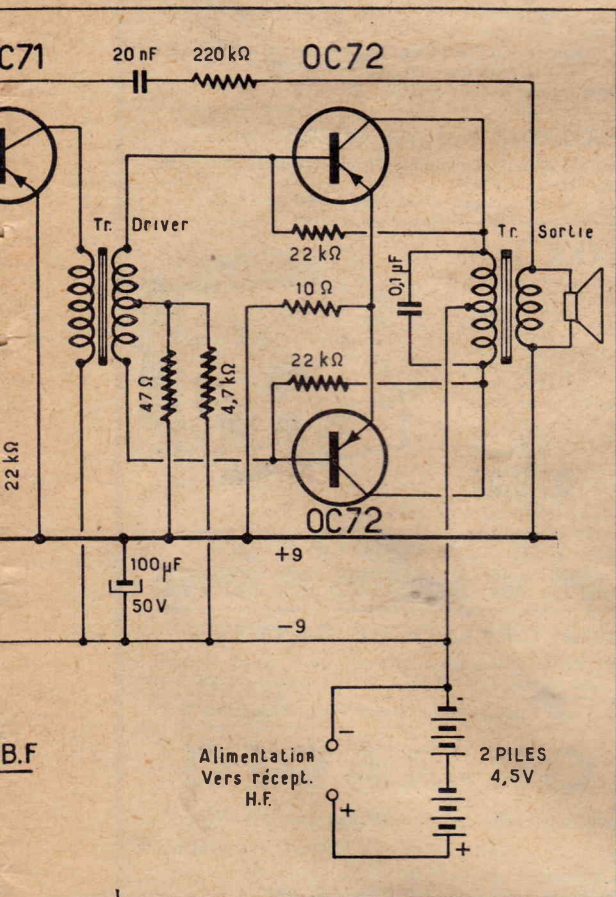 C71
20 nF
220 kΩ
OC72
Tr. Driver
22 kΩ
Tr. Sortie
0,1 µF
10 Ω
22 kΩ
47 Ω
4,7 kΩ
22 kΩ
OC72
+9
100 µF
50 V
−9
B.F
Alimentation
Vers récept.
H.F.
−
+
-
+
2 PILES
4,5V